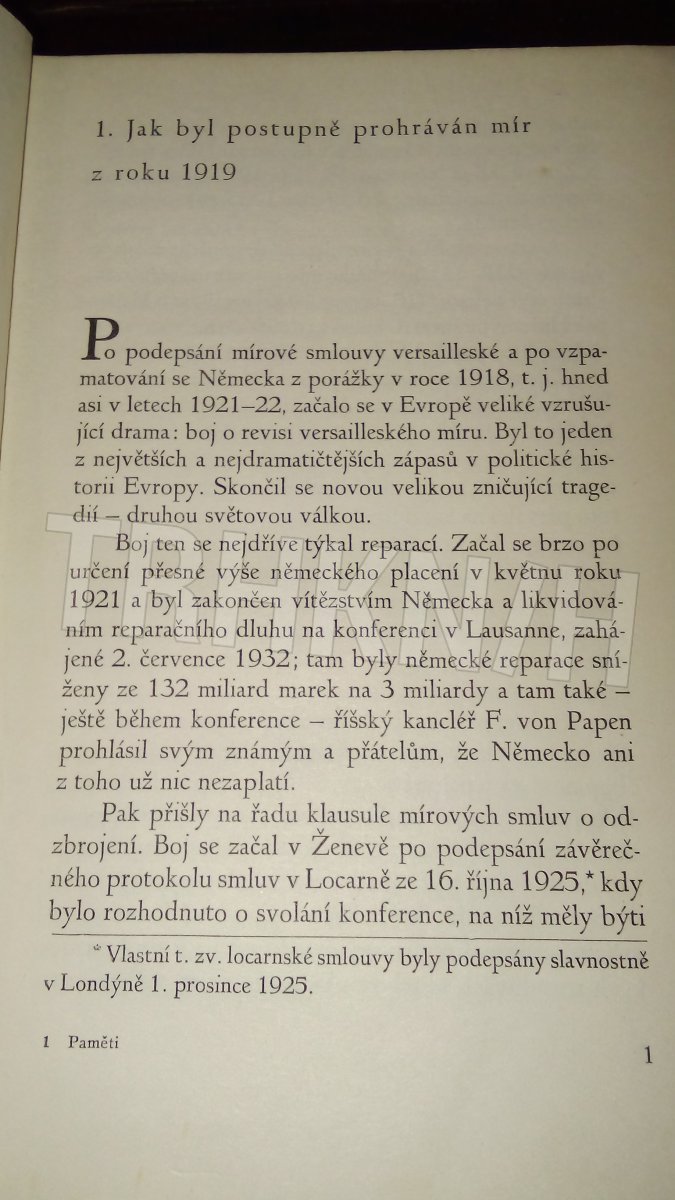 1. Jak byl postupně prohráván mír
z roku 1919
Po podepsání mírové smlouvy versailleské a po vzpa-
matování se Německa z porážky v roce 1918, t. j. hned
asi v letech 1921–22, začalo se v Evropě veliké vzrušu-
jící drama: boj o revisi versailleského míru. Byl to jeden
z největších a nejdramatičtějších zápasů v politické his-
torii Evropy. Skončil se novou velikou zničující trage-
dií – druhou světovou válkou.
Boj ten se nejdříve týkal reparací. Začal se brzo po
určení přesné výše německého placení v květnu roku
1921 a byl zakončen vítězstvím Německa a likvidová-
ním reparačního dluhu na konferenci v Lausanne, zahá-
jené 2. července 1932; tam byly německé reparace sní-
ženy ze 132 miliard marek na 3 miliardy a tam také –
ještě během konference – říšský kancléř F. von Papen
prohlásil svým známým a přátelům, že Německo ani
z toho už nic nezaplatí.
Pak přišly na řadu klausule mírových smluv o od-
zbrojení. Boj se začal v Ženevě po podepsání závěreč-
ného protokolu smluv v Locarně ze 16. října 1925,* kdy
bylo rozhodnuto o svolání konference, na níž měly býti
* Vlastní t. zv. locarnské smlouvy byly podepsány slavnostně
v Londýně 1. prosince 1925.
1 Paměti
1